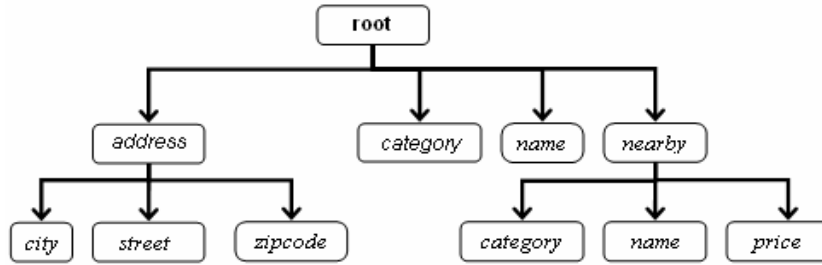 root
address
category
name
nearby
city
street
zipcode
category
name
price